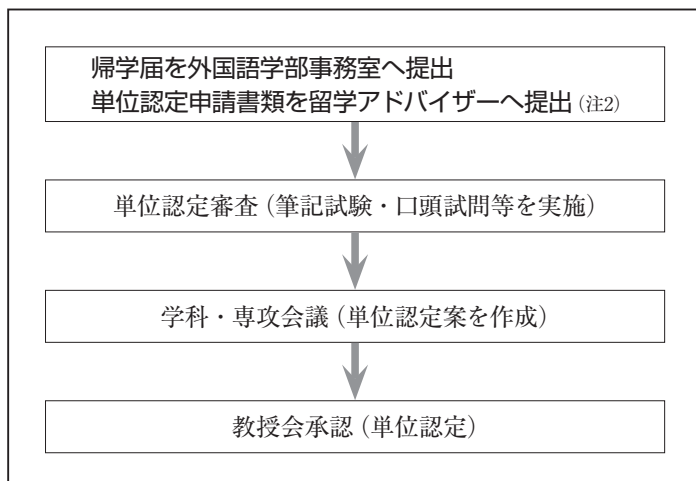 帰学届を外国語学部事務室へ提出
単位認定申請書類を留学アドバイザーへ提出(注2)
単位認定審査(筆記試験・口頭試問等を実施)
学科・専攻会議(単位認定案を作成)
教授会承認(単位認定)